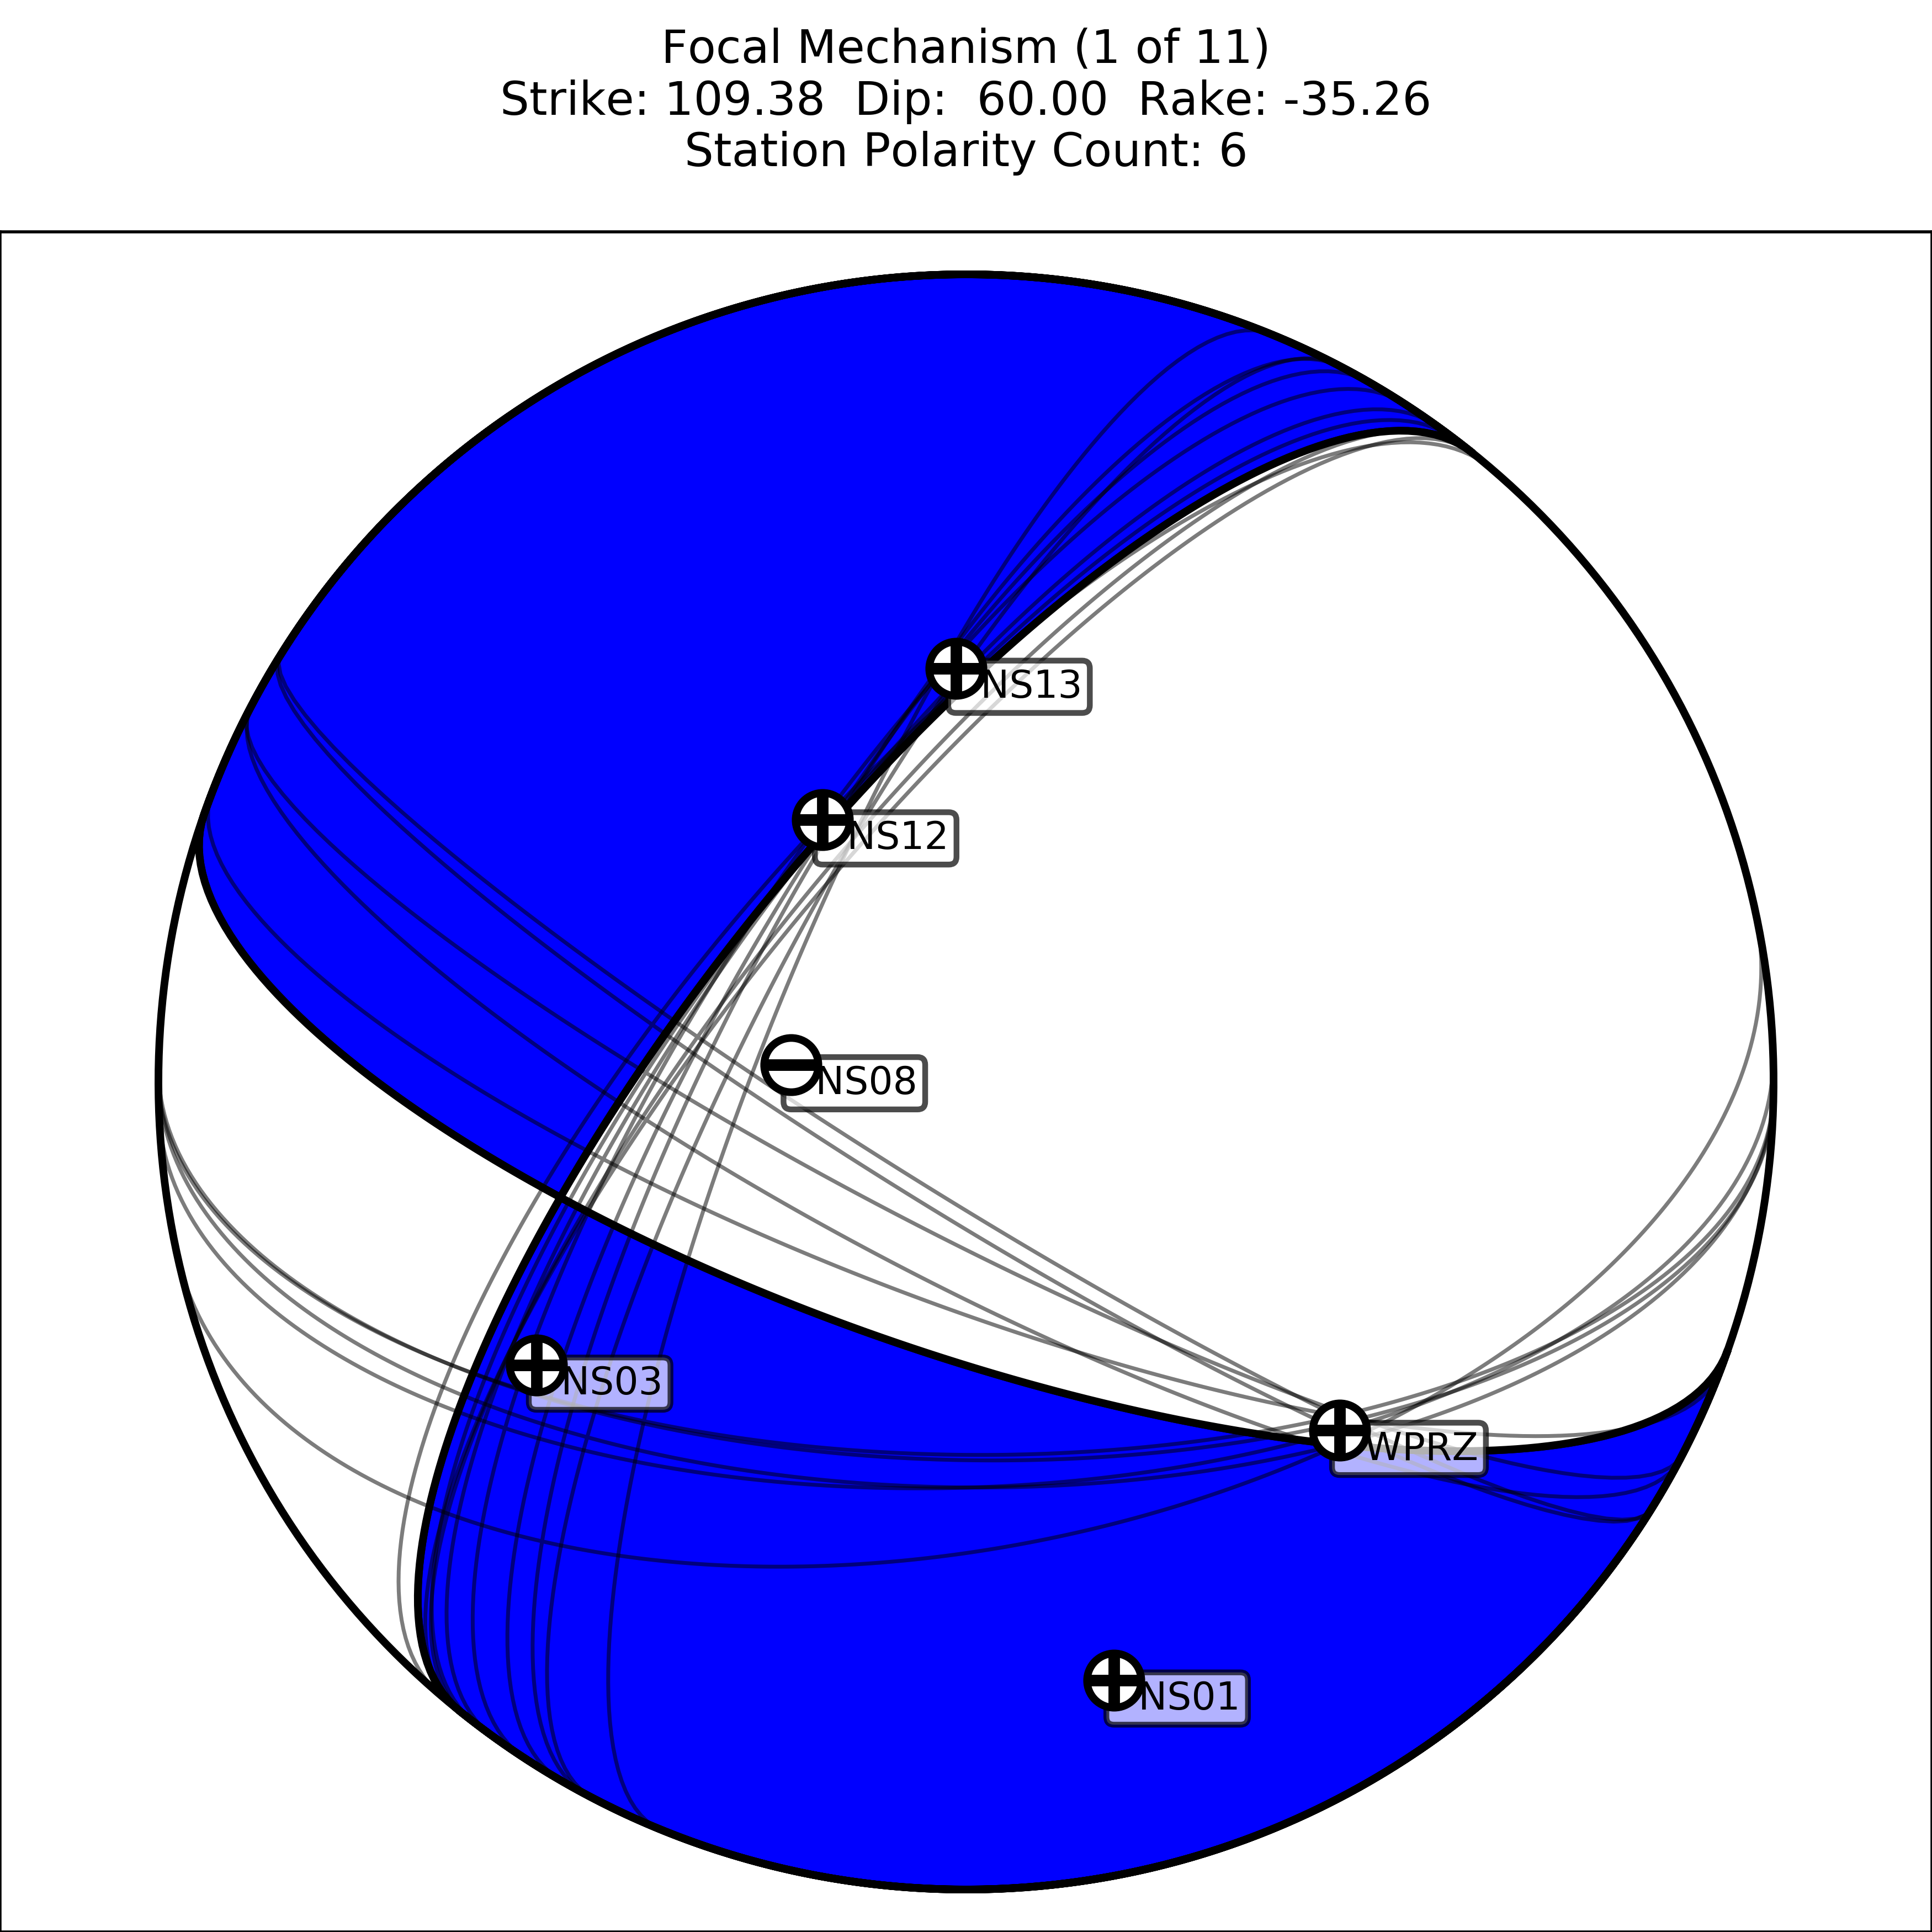 Focal Mechanism (1 of 11)
Strike: 109.38  Dip:  60.00  Rake: -35.26
Station Polarity Count: 6
NS13
NS12
NS08
NS03
WPRZ
NS01